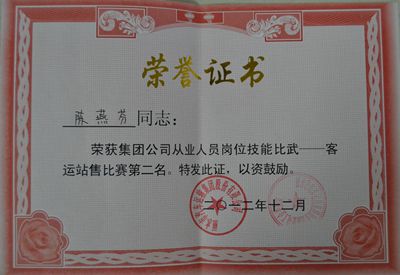 荣誉证书
陈燕芳同志：
荣获集团公司从业人员岗位技能比武——客
运站售比赛第二名。特发此证，以资鼓励。
二〇一二年十二月